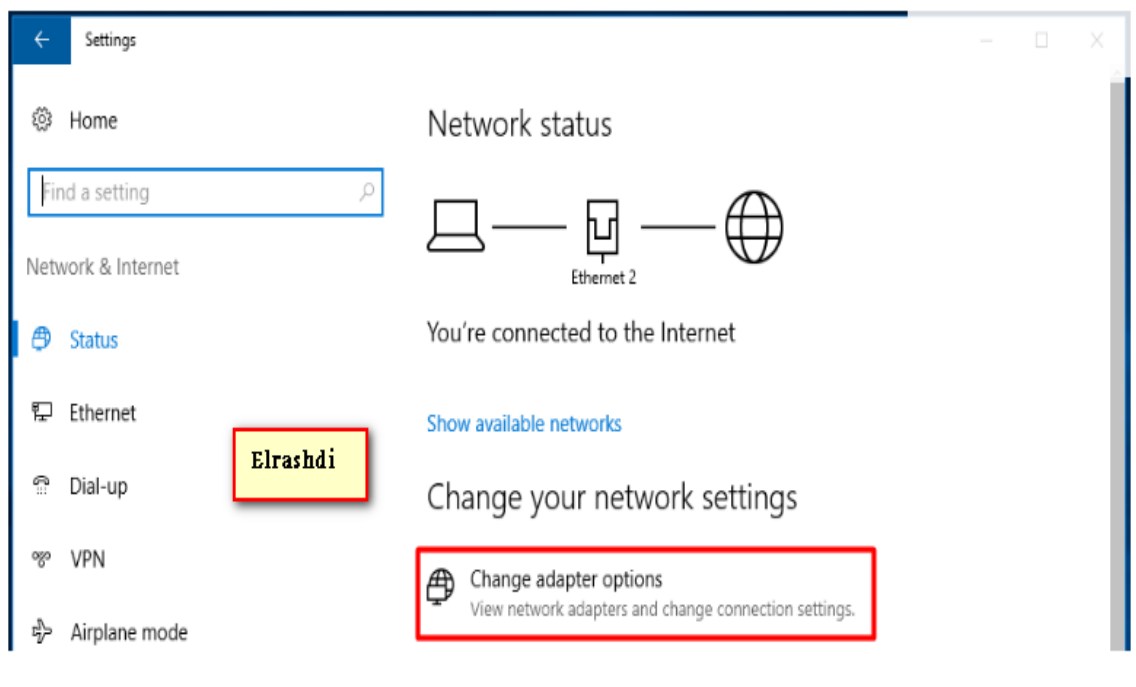 Settings
Home
Find a setting
Network & Internet
Status
Ethernet
Dial-up
VPN
Airplane mode
Elrashdi
Network status
Ethernet 2
You're connected to the Internet
Show available networks
Change your network settings
Change adapter options
View network adapters and change connection settings.